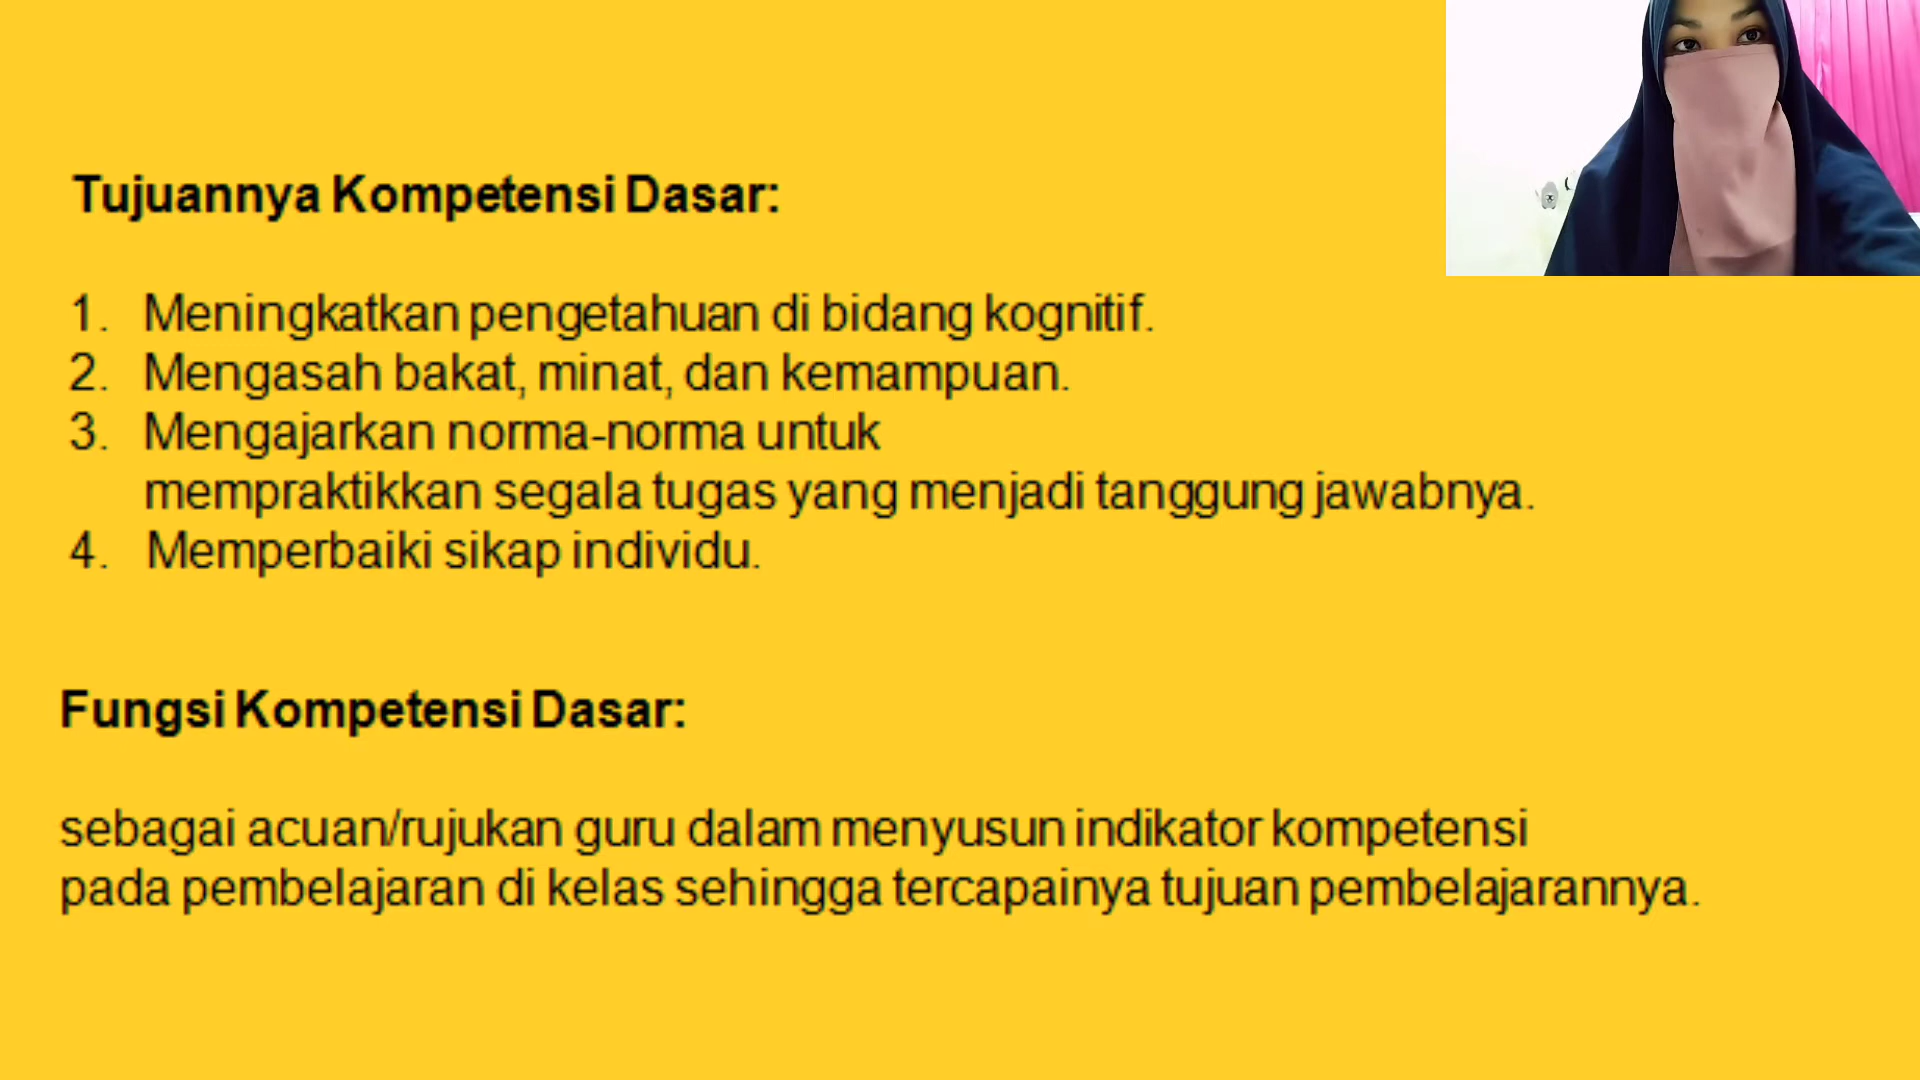 Tujuannya Kompetensi Dasar:
1. Meningkatkan pengetahuan di bidang kognitif.
2. Mengasah bakat, minat, dan kemampuan.
3. Mengajarkan norma-norma untuk
mempraktikkan segala tugas yang menjadi tanggung jawabnya.
4. Memperbaiki sikap individu.
Fungsi Kompetensi Dasar:
sebagai acuan/rujukan guru dalam menyusun indikator kompetensi
pada pembelajaran di kelas sehingga tercapainya tujuan pembelajarannya.